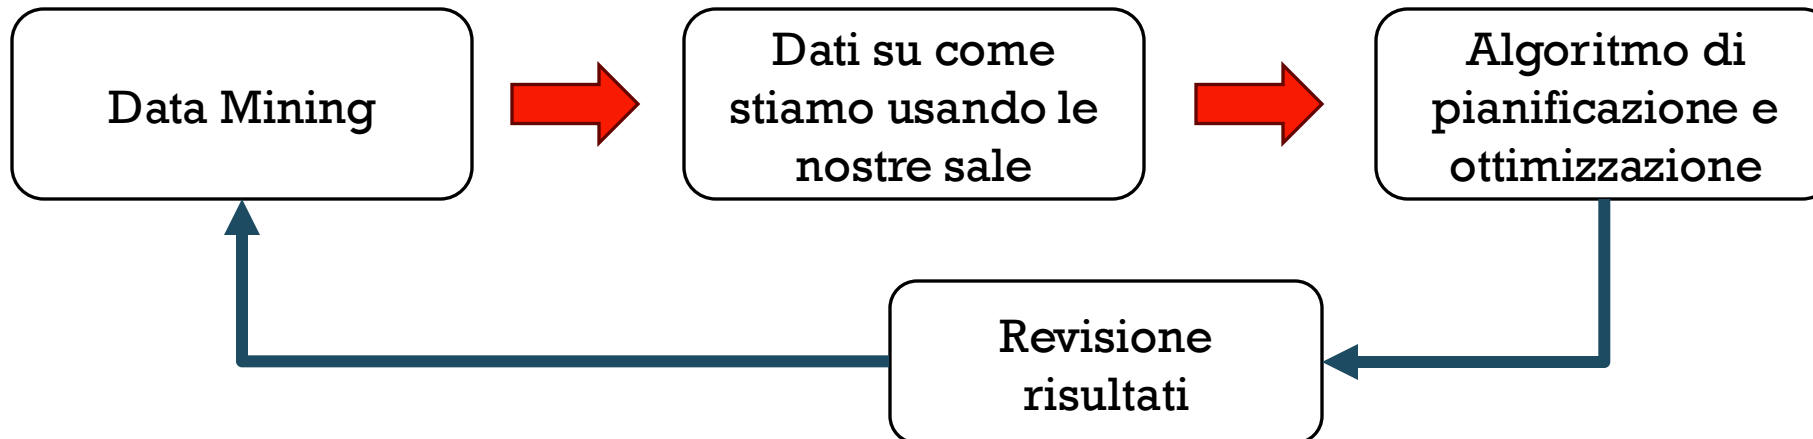 Data Mining
Dati su come
stiamo usando le
nostre sale
Algoritmo di
pianificazione e
ottimizzazione
Revisione
risultati